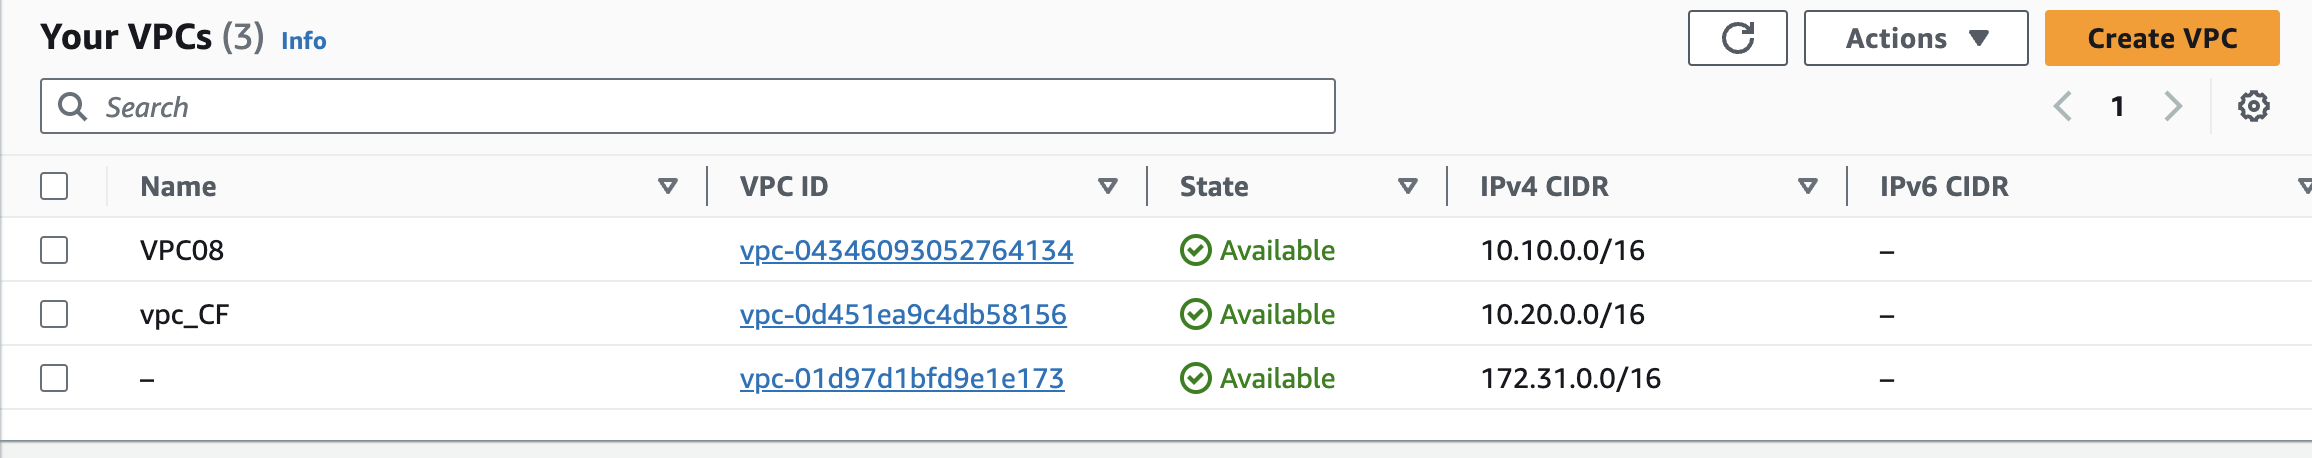 Your VPCs (3) Info
Actions
Create VPC
Search
1
Name VPC ID State IPv4 CIDR IPv6 CIDR
VPC08 vpc-04346093052764134 Available 10.10.0.0/16 –
vpc_CF vpc-0d451ea9c4db58156 Available 10.20.0.0/16 –
– vpc-01d97d1bfd9e1e173 Available 172.31.0.0/16 –